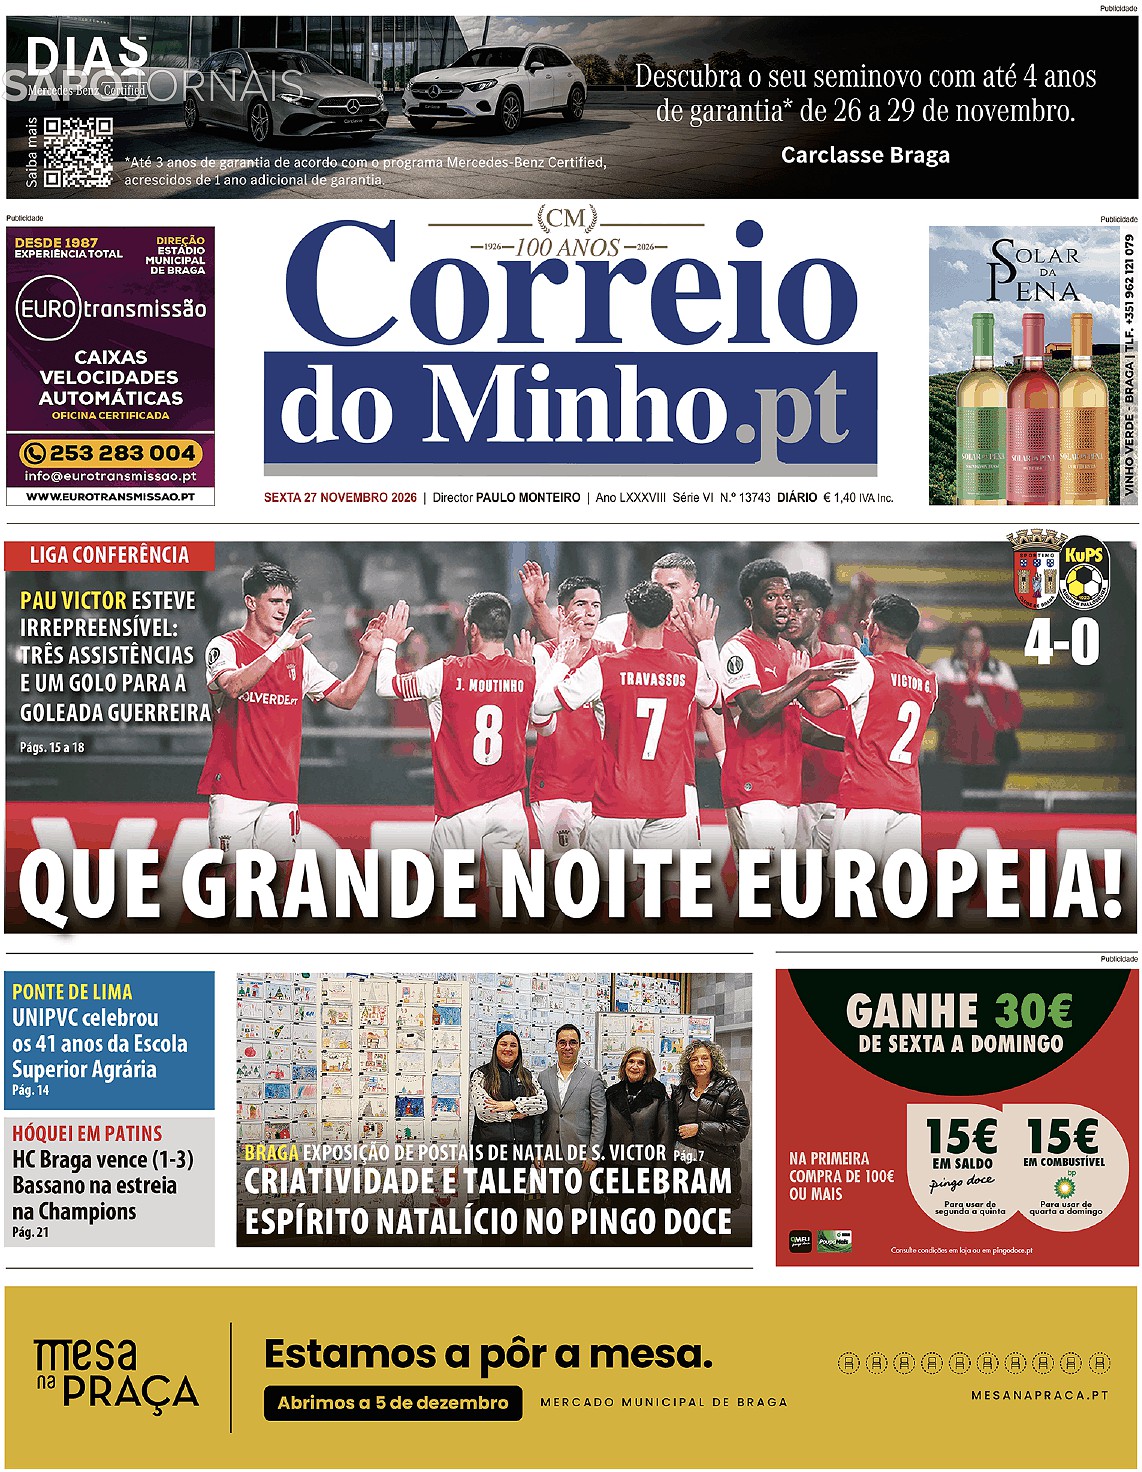 Publicidade
DIAS
Mercedes-Benz Certified
SAPOJORNAIS
Saiba mais
*Até 3 anos de garantia de acordo com o programa Mercedes-Benz Certified,
acrescidos de 1 ano adicional de garantia.
Descubra o seu seminovo com até 4 anos
de garantia* de 26 a 29 de novembro.
Carclasse Braga
Publicidade
DESDE 1987
EXPERIÊNCIA TOTAL
DIREÇÃO
ESTÁDIO
MUNICIPAL
DE BRAGA
EUROtransmissão
CAIXAS
VELOCIDADES
AUTOMÁTICAS
OFICINA CERTIFICADA
253 283 004
info@eurotransmissao.pt
WWW.EUROTRANSMISSAO.PT
CM
1926 100 ANOS 2026
Correio
do Minho.pt
SEXTA 27 NOVEMBRO 2026 | Director PAULO MONTEIRO | Ano LXXXVIII Série VI N.º 13743 DIÁRIO € 1,40 IVA Inc.
Publicidade
SOLAR
DA
PENA
VINHO VERDE - BRAGA | TLF. +351 962 121 079
LIGA CONFERÊNCIA
PAU VICTOR ESTEVE
IRREPREENSÍVEL:
TRÊS ASSISTÊNCIAS
E UM GOLO PARA A
GOLEADA GUERREIRA
Págs. 15 a 18
KuPS
4-0
SOLVERDE.PT
J. MOUTINHO
8
TRAVASSOS
7
VICTOR G.
2
QUE GRANDE NOITE EUROPEIA!
PONTE DE LIMA
UNIPVC celebrou
os 41 anos da Escola
Superior Agrária
Pág. 14
HÓQUEI EM PATINS
HC Braga vence (1-3)
Bassano na estreia
na Champions
Pág. 21
BRAGA EXPOSIÇÃO DE POSTAIS DE NATAL DE S. VICTOR Pág. 7
CRIATIVIDADE E TALENTO CELEBRAM
ESPÍRITO NATALÍCIO NO PINGO DOCE
Publicidade
GANHE 30€
DE SEXTA A DOMINGO
NA PRIMEIRA
COMPRA DE 100€
OU MAIS
15€
EM SALDO
pingo doce
Para usar de
segunda a quinta
15€
EM COMBUSTÍVEL
bp
Para usar de
quarta a domingo
Consulte condições em loja ou em pingodoce.pt
mesa
na PRAÇA
Estamos a pôr a mesa.
Abrimos a 5 de dezembro
MERCADO MUNICIPAL DE BRAGA
MESANAPRACA.PT